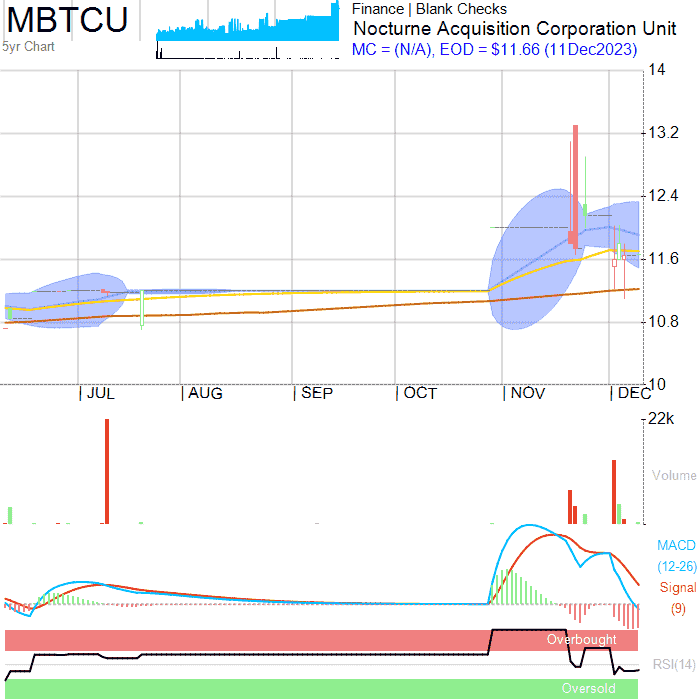 MBTCU
5yr Chart
Finance | Blank Checks
Nocturne Acquisition Corporation Unit
MC = (N/A), EOD = $11.66 (11Dec2023)
14
13.2
12.4
11.6
10.8
10
JUL AUG SEP OCT NOV DEC
22k
Volume
MACD
(12-26)
Signal
(9)
Overbought
RSI(14)
Oversold